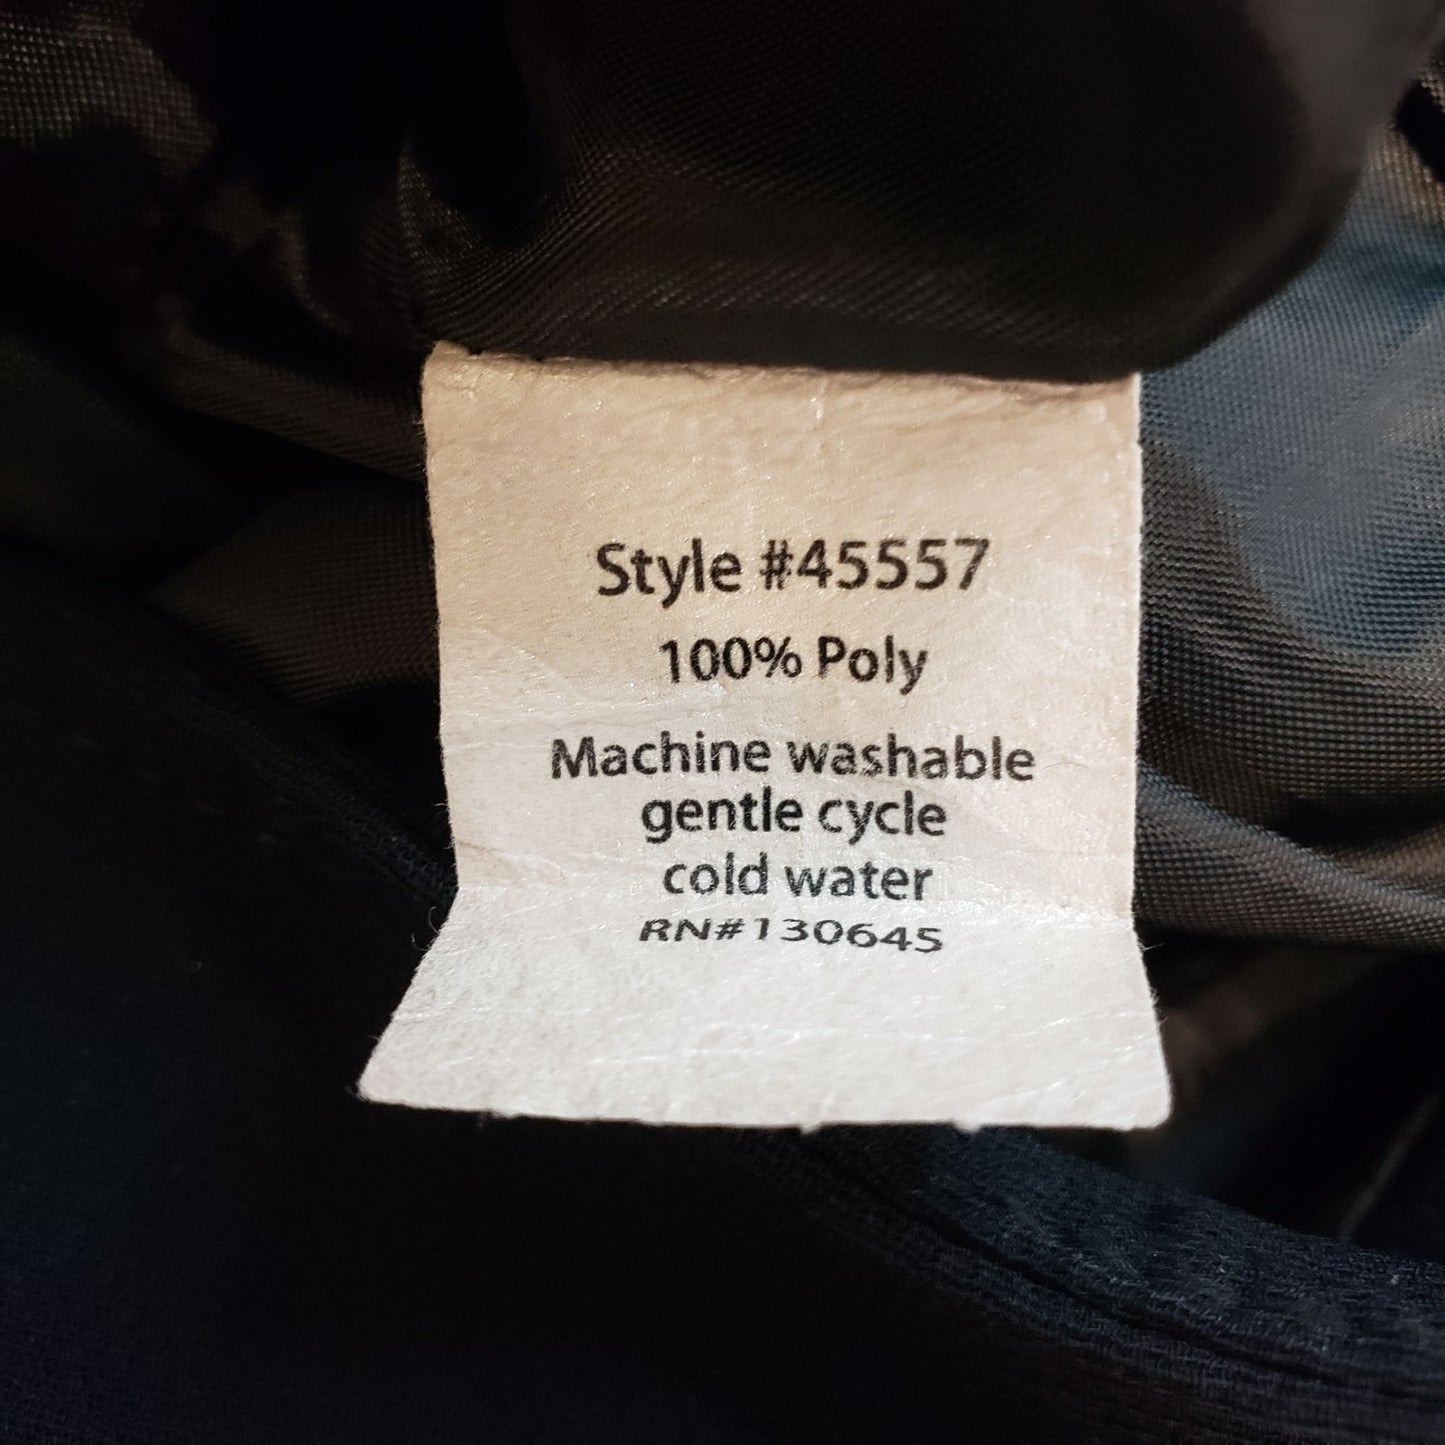 Style #45557
100% Poly
Machine washable
gentle cycle
cold water
RN#130645